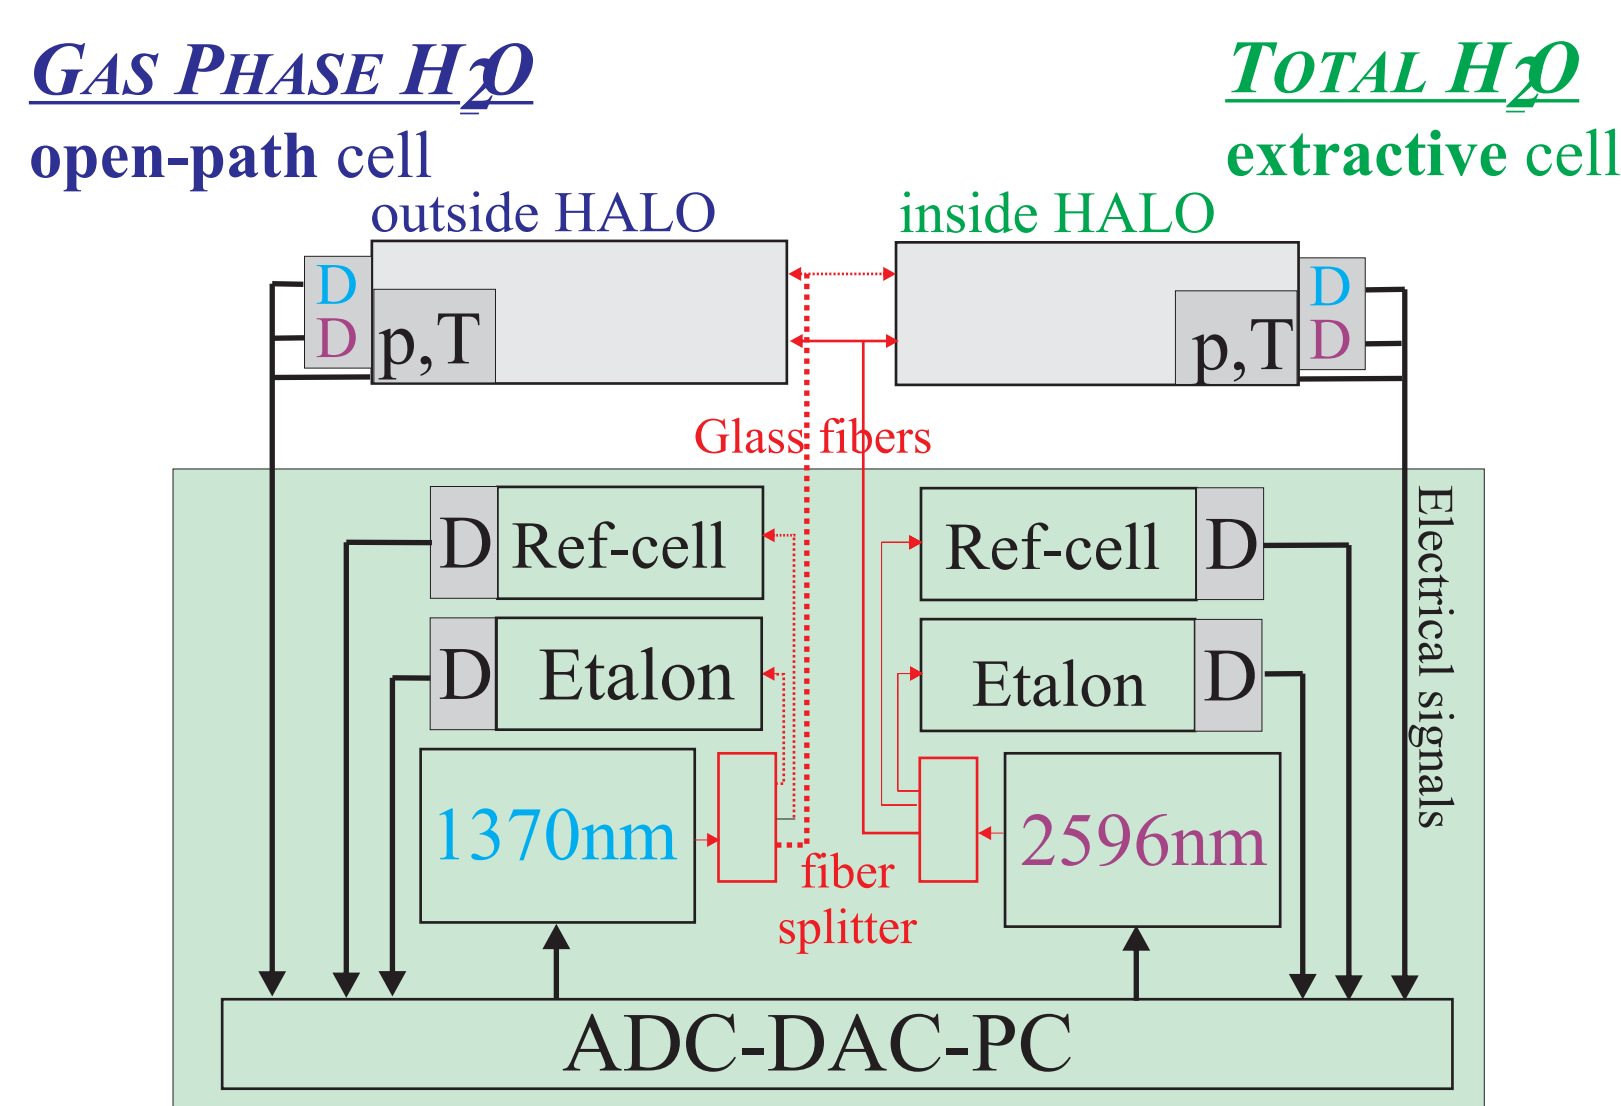 GAS PHASE H2O
open-path cell
outside HALO
TOTAL H2O
extractive cell
inside HALO
D
D
p,T
p,T
D
D
Glass fibers
D Ref-cell
Ref-cell D
D Etalon
Etalon D
Electrical signals
1370nm
2596nm
fiber
splitter
ADC-DAC-PC